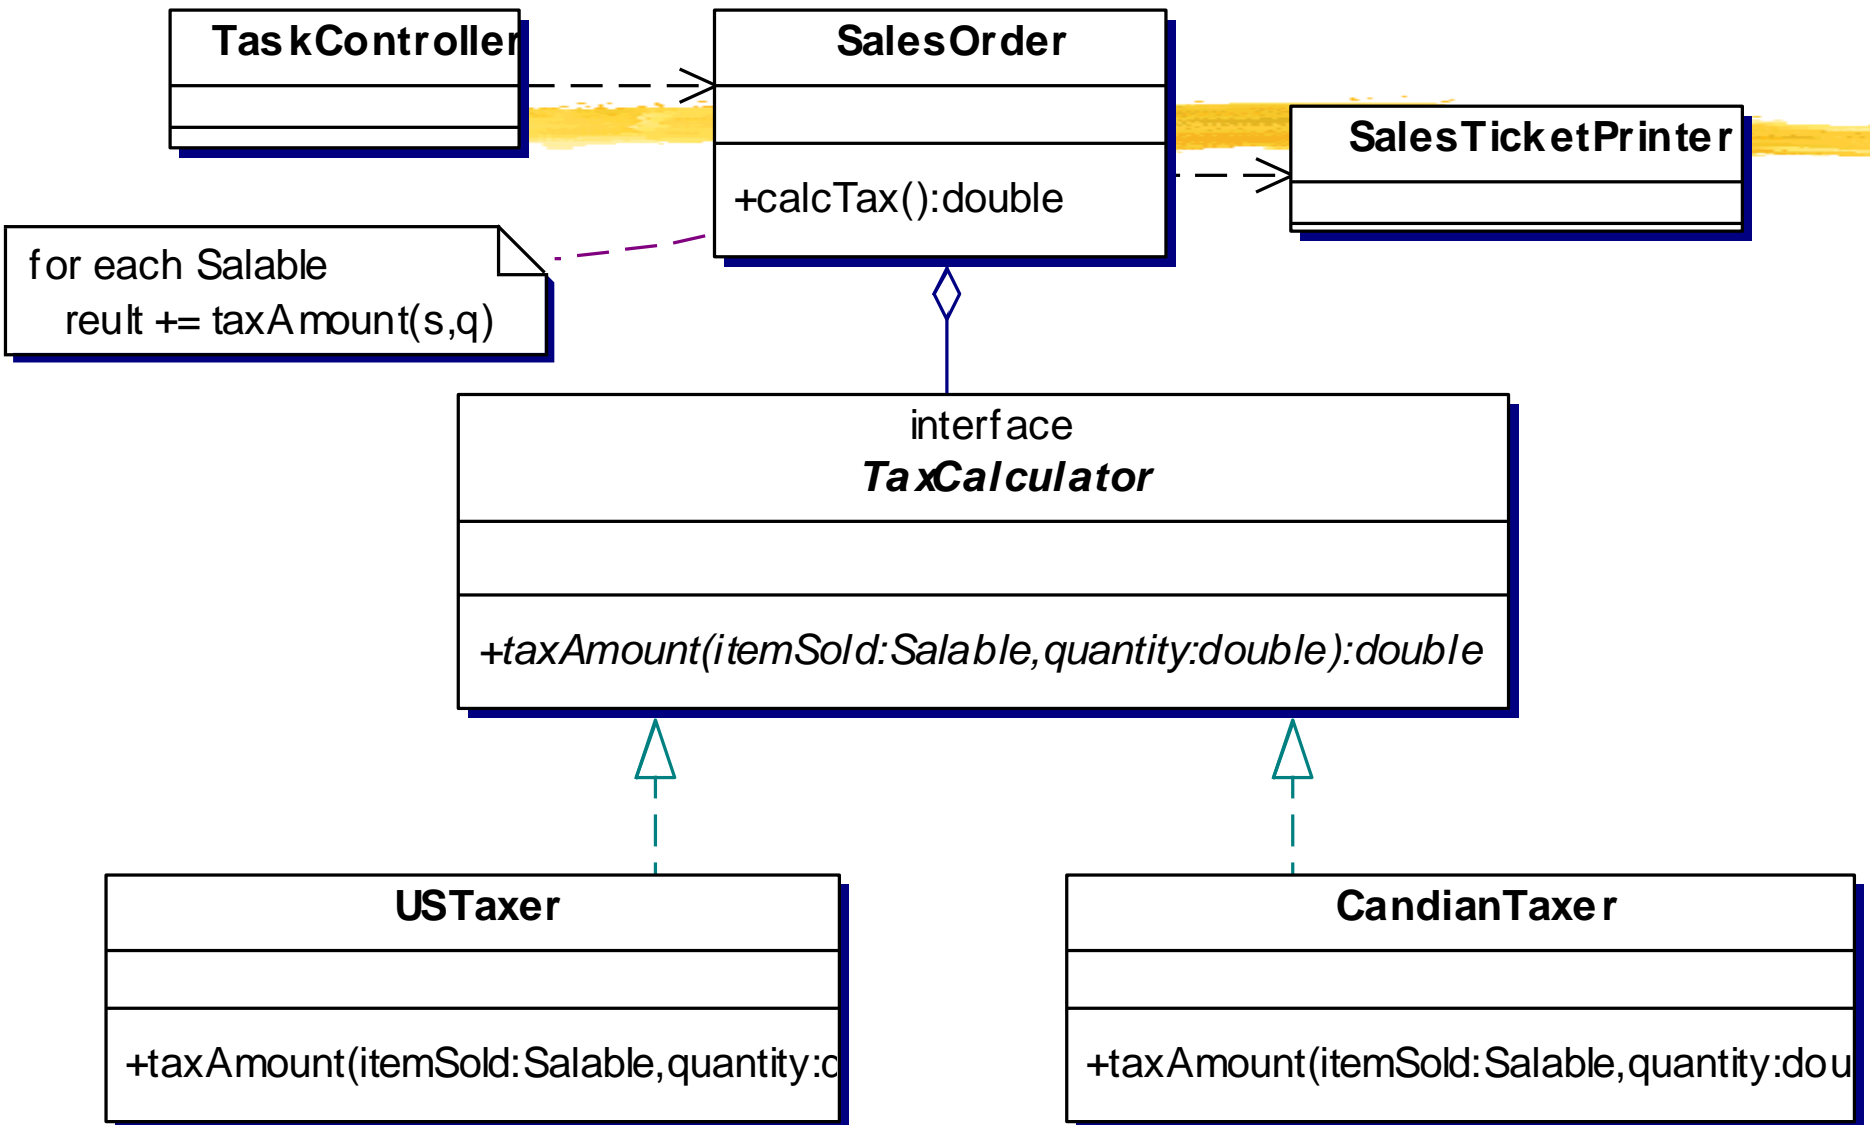 TaskController
SalesOrder
SalesTicketPrinter
+calcTax():double
for each Salable
reult += taxAmount(s,q)
interface
TaxCalculator
+taxAmount(itemSold:Salable,quantity:double):double
USTaxer
CandianTaxer
+taxAmount(itemSold:Salable,quantity:d
+taxAmount(itemSold:Salable,quantity:dou